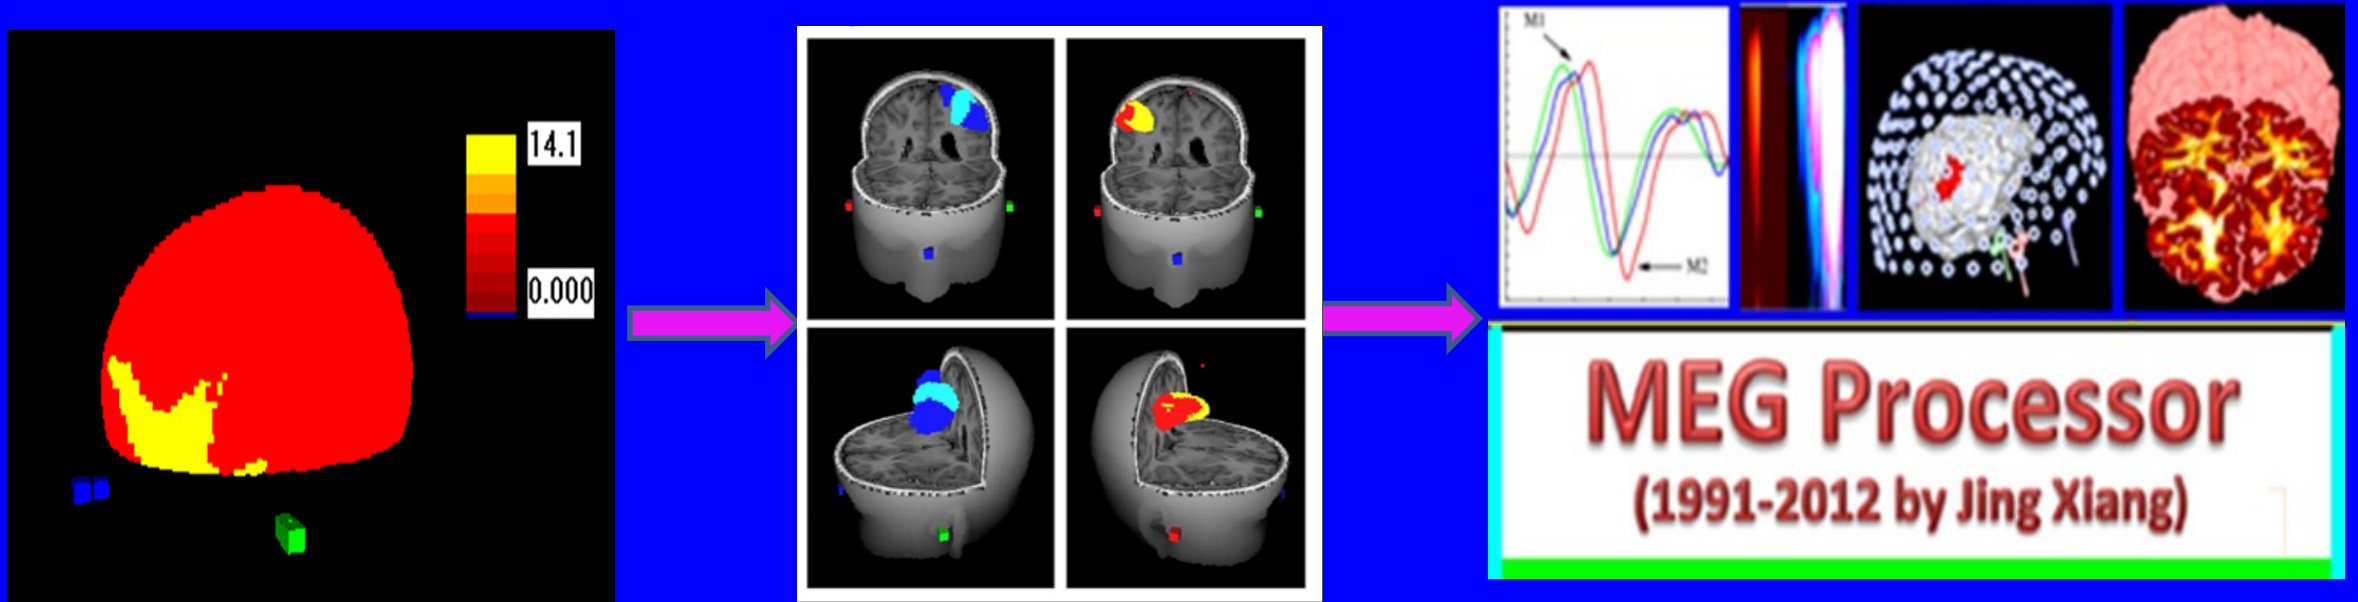 14.1
0.000
M1
M2
MEG Processor
(1991-2012 by Jing Xiang)